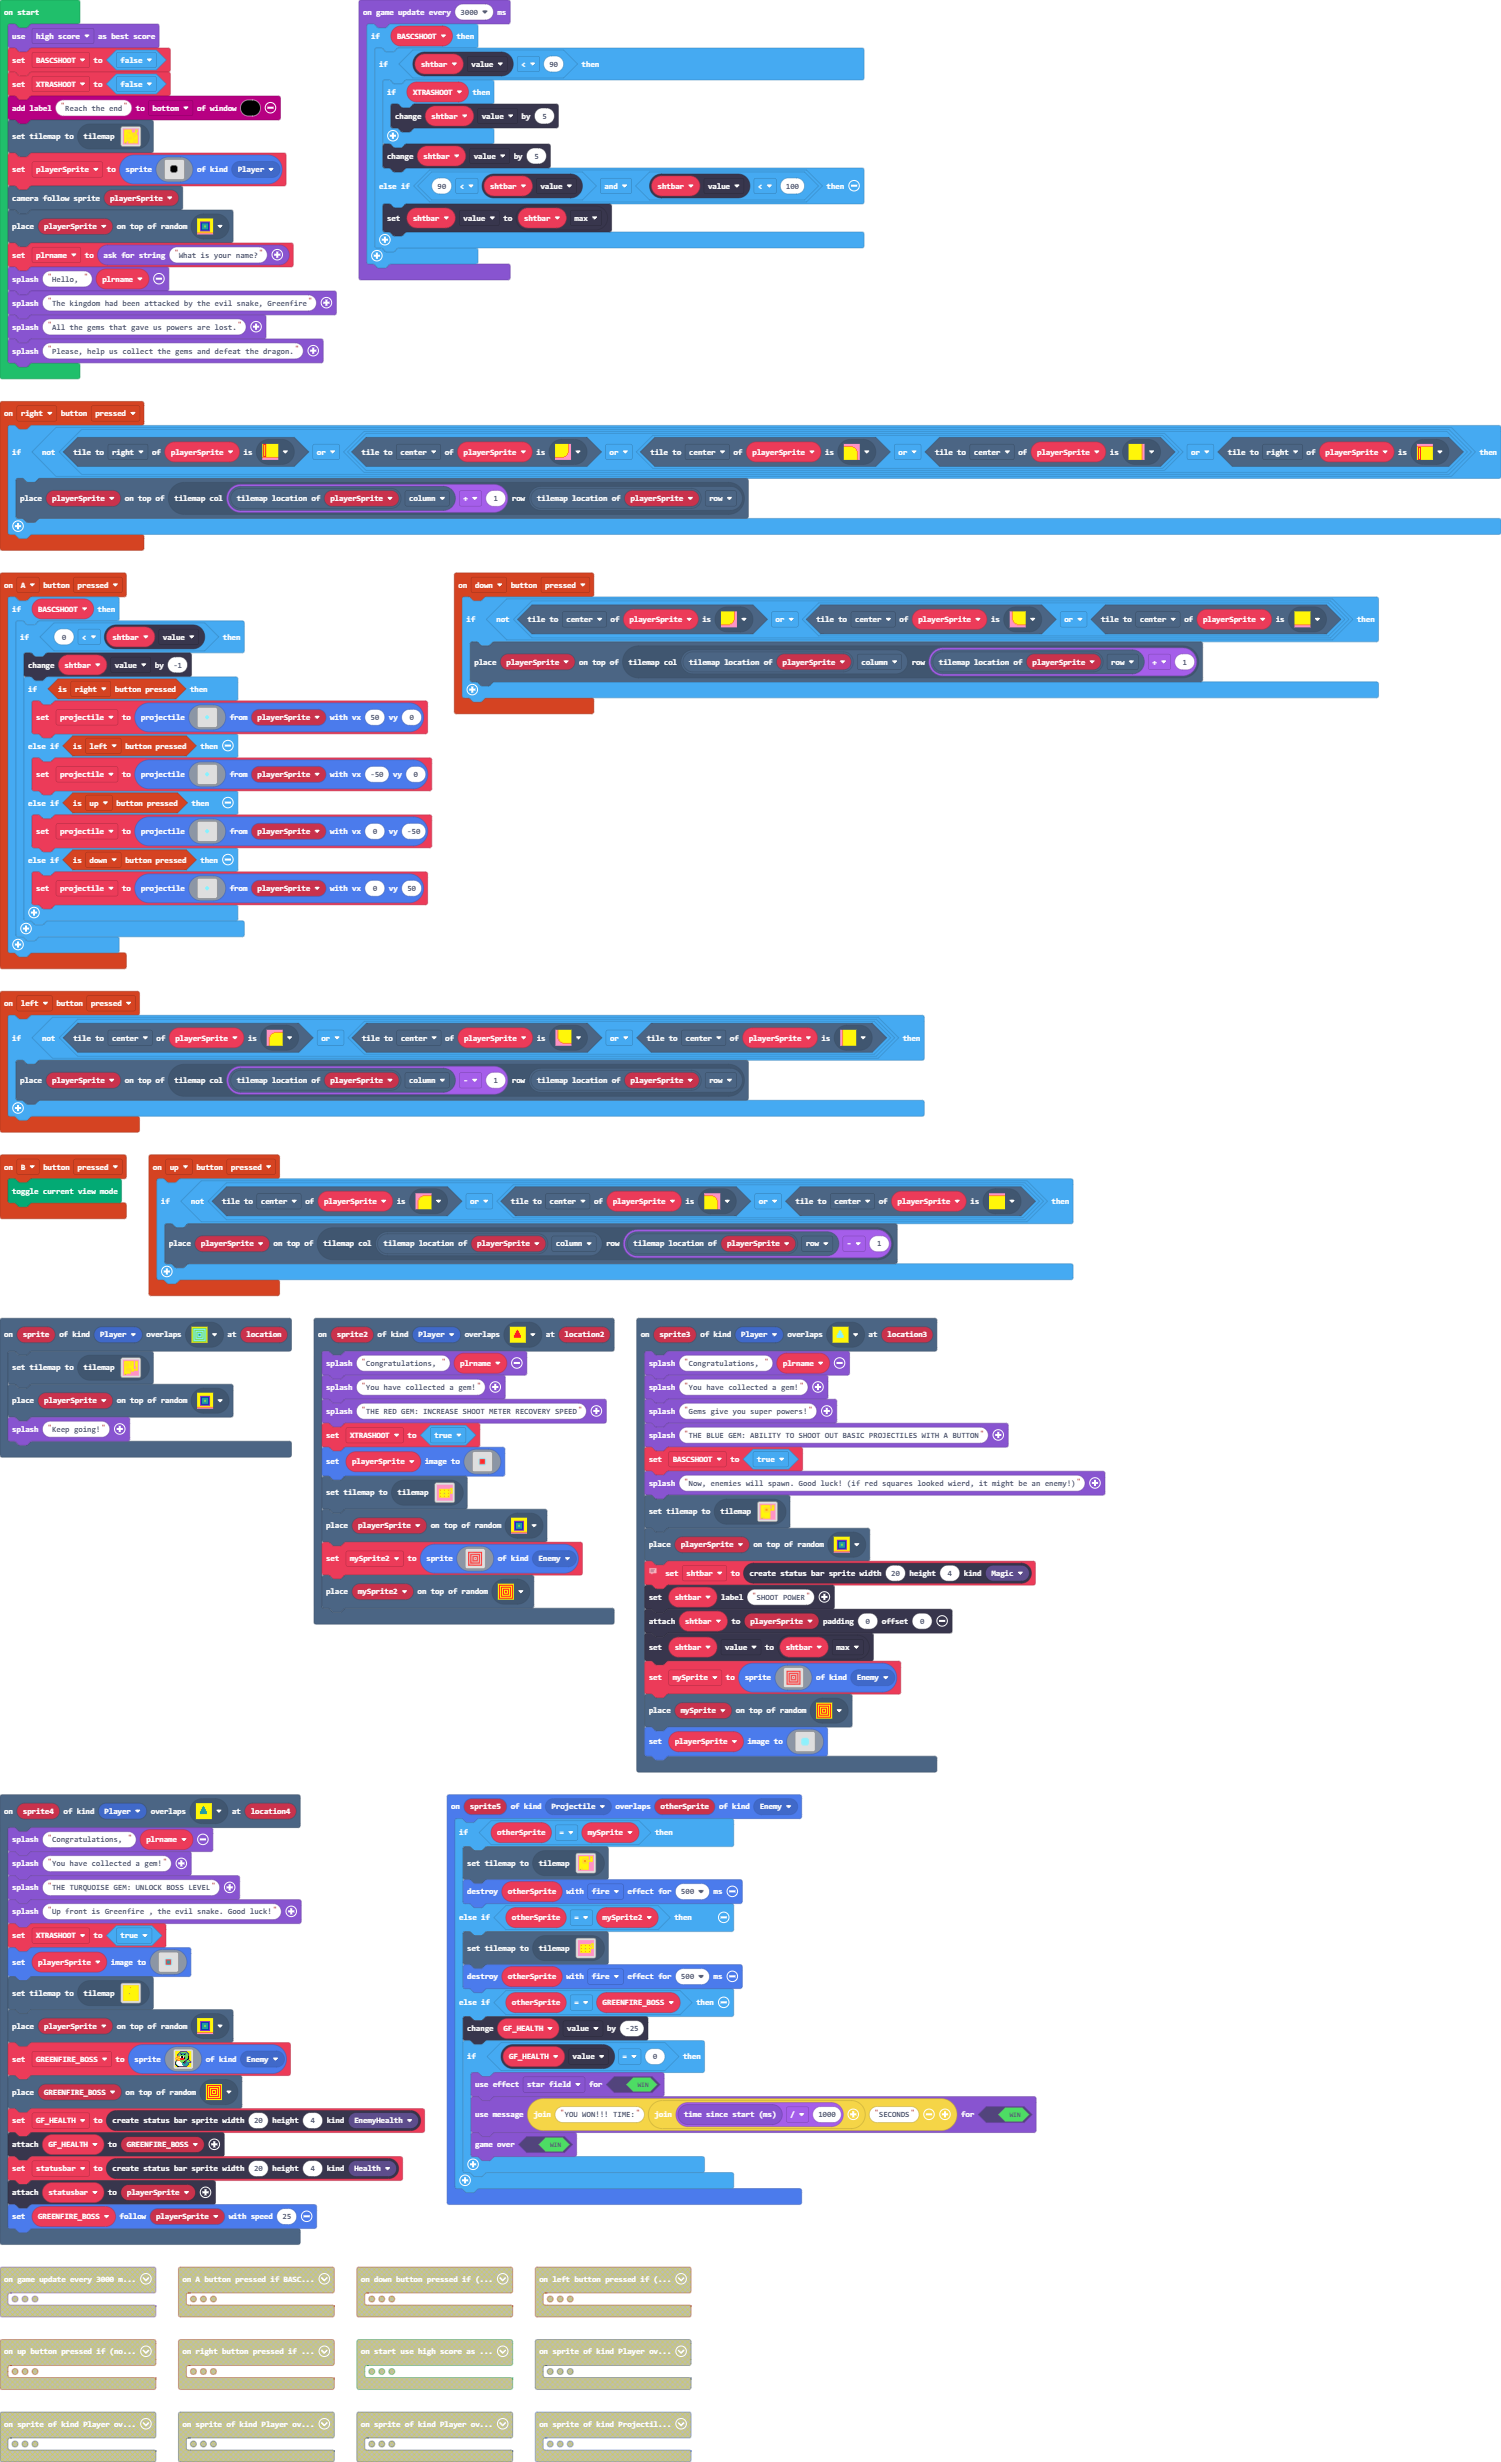 on start
use high score as best score
set BASCSHOOT to false
set XTRASHOOT to false
add label "Reach the end" to bottom of window
set tilemap to tilemap
set playerSprite to sprite of kind Player
camera follow sprite playerSprite
place playerSprite on top of random
set plrname to ask for string "What is your name?"
splash "Hello, " plrname
splash "The kingdom had been attacked by the evil snake, Greenfire"
splash "All the gems that gave us powers are lost."
splash "Please, help us collect the gems and defeat the dragon."
on game update every 3000 ms
if BASCSHOOT then
if shtbar value < 90 then
if XTRASHOOT then
change shtbar value by 5
change shtbar value by 5
else if 90 < shtbar value and shtbar value < 100 then
set shtbar value to shtbar max
on right button pressed
if not tile to right of playerSprite is or tile to center of playerSprite is or tile to center of playerSprite is or tile to center of playerSprite is or tile to right of playerSprite is then
place playerSprite on top of tilemap col tilemap location of playerSprite column + 1 row tilemap location of playerSprite row
on A button pressed
if BASCSHOOT then
if 0 < shtbar value then
change shtbar value by -1
if is right button pressed then
set projectile to projectile from playerSprite with vx 50 vy 0
else if is left button pressed then
set projectile to projectile from playerSprite with vx -50 vy 0
else if is up button pressed then
set projectile to projectile from playerSprite with vx 0 vy -50
else if is down button pressed then
set projectile to projectile from playerSprite with vx 0 vy 50
on down button pressed
if not tile to center of playerSprite is or tile to center of playerSprite is or tile to center of playerSprite is then
place playerSprite on top of tilemap col tilemap location of playerSprite column row tilemap location of playerSprite row + 1
on left button pressed
if not tile to center of playerSprite is or tile to center of playerSprite is or tile to center of playerSprite is then
place playerSprite on top of tilemap col tilemap location of playerSprite column - 1 row tilemap location of playerSprite row
on B button pressed
toggle current view mode
on up button pressed
if not tile to center of playerSprite is or tile to center of playerSprite is or tile to center of playerSprite is then
place playerSprite on top of tilemap col tilemap location of playerSprite column row tilemap location of playerSprite row - 1
on sprite of kind Player overlaps at location
set tilemap to tilemap
place playerSprite on top of random
splash "Keep going!"
on sprite2 of kind Player overlaps at location2
splash "Congratulations, " plrname
splash "You have collected a gem!"
splash "THE RED GEM: INCREASE SHOOT METER RECOVERY SPEED"
set XTRASHOOT to true
set playerSprite image to
set tilemap to tilemap
place playerSprite on top of random
set mySprite2 to sprite of kind Enemy
place mySprite2 on top of random
on sprite3 of kind Player overlaps at location3
splash "Congratulations, " plrname
splash "You have collected a gem!"
splash "Gems give you super powers!"
splash "THE BLUE GEM: ABILITY TO SHOOT OUT BASIC PROJECTILES WITH A BUTTON"
set BASCSHOOT to true
splash "Now, enemies will spawn. Good luck! (if red squares looked wierd, it might be an enemy!)"
set tilemap to tilemap
place playerSprite on top of random
set shtbar to create status bar sprite width 20 height 4 kind Magic
set shtbar label "SHOOT POWER"
attach shtbar to playerSprite padding 0 offset 0
set shtbar value to shtbar max
set mySprite to sprite of kind Enemy
place mySprite on top of random
set playerSprite image to
on sprite4 of kind Player overlaps at location4
splash "Congratulations, " plrname
splash "You have collected a gem!"
splash "THE TURQUOISE GEM: UNLOCK BOSS LEVEL"
splash "Up front is Greenfire , the evil snake. Good luck!"
set XTRASHOOT to true
set playerSprite image to
set tilemap to tilemap
place playerSprite on top of random
set GREENFIRE_BOSS to sprite of kind Enemy
place GREENFIRE_BOSS on top of random
set GF_HEALTH to create status bar sprite width 20 height 4 kind EnemyHealth
attach GF_HEALTH to GREENFIRE_BOSS
set statusbar to create status bar sprite width 20 height 4 kind Health
attach statusbar to playerSprite
set GREENFIRE_BOSS follow playerSprite with speed 25
on sprite5 of kind Projectile overlaps otherSprite of kind Enemy
if otherSprite = mySprite then
set tilemap to tilemap
destroy otherSprite with fire effect for 500 ms
else if otherSprite = mySprite2 then
set tilemap to tilemap
destroy otherSprite with fire effect for 500 ms
else if otherSprite = GREENFIRE_BOSS then
change GF_HEALTH value by -25
if GF_HEALTH value = 0 then
use effect star field for WIN
use message join "YOU WON!!! TIME:" join time since start (ms) / 1000 "SECONDS" for WIN
game over WIN
on game update every 3000 m...
on A button pressed if BASC...
on down button pressed if (...
on left button pressed if (...
on up button pressed if (no...
on right button pressed if ...
on start use high score as ...
on sprite of kind Player ov...
on sprite of kind Player ov...
on sprite of kind Player ov...
on sprite of kind Player ov...
on sprite of kind Projectil...